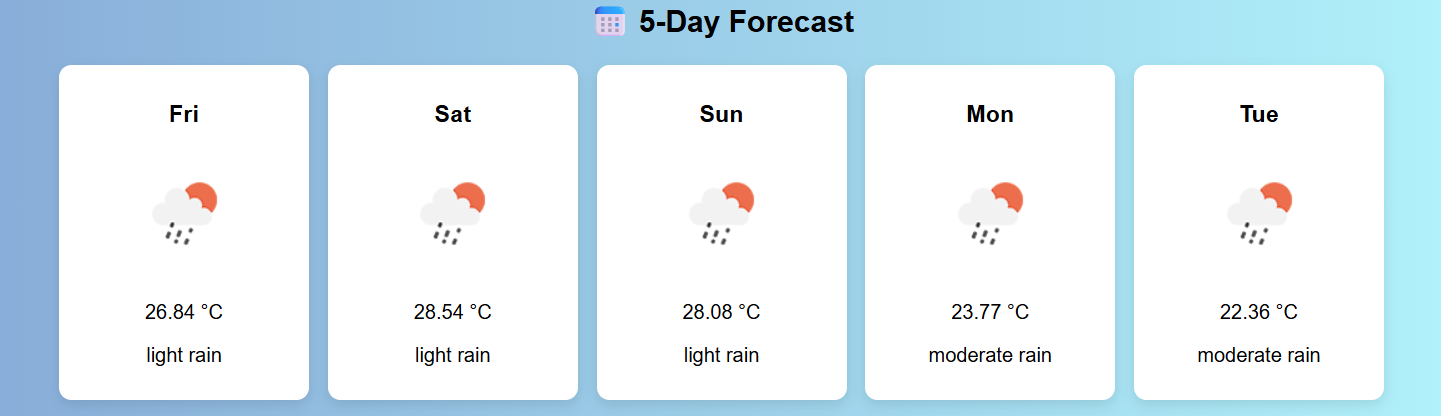 5-Day Forecast
Fri
26.84 °C
light rain
Sat
28.54 °C
light rain
Sun
28.08 °C
light rain
Mon
23.77 °C
moderate rain
Tue
22.36 °C
moderate rain